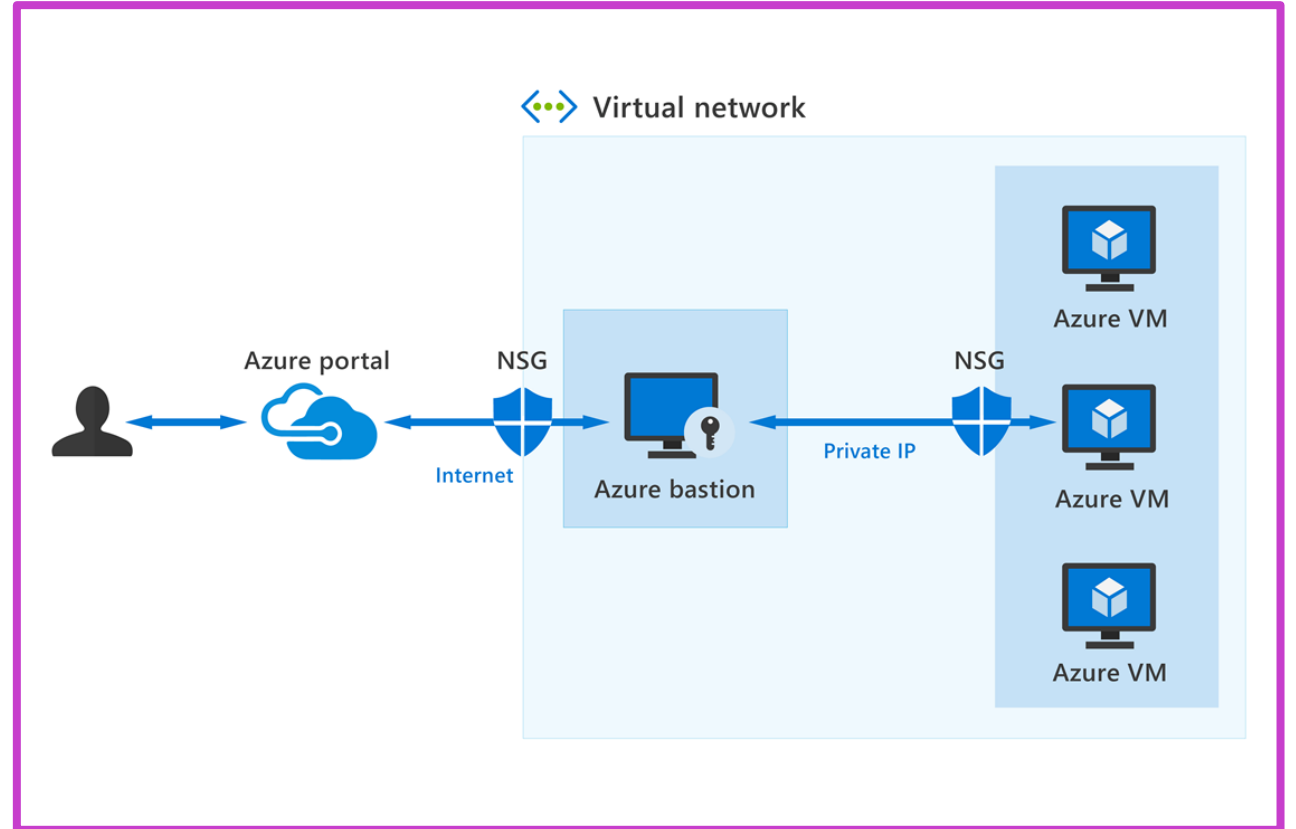 Virtual network
Azure VM
Azure portal
NSG
NSG
Internet
Private IP
Azure bastion
Azure VM
Azure VM